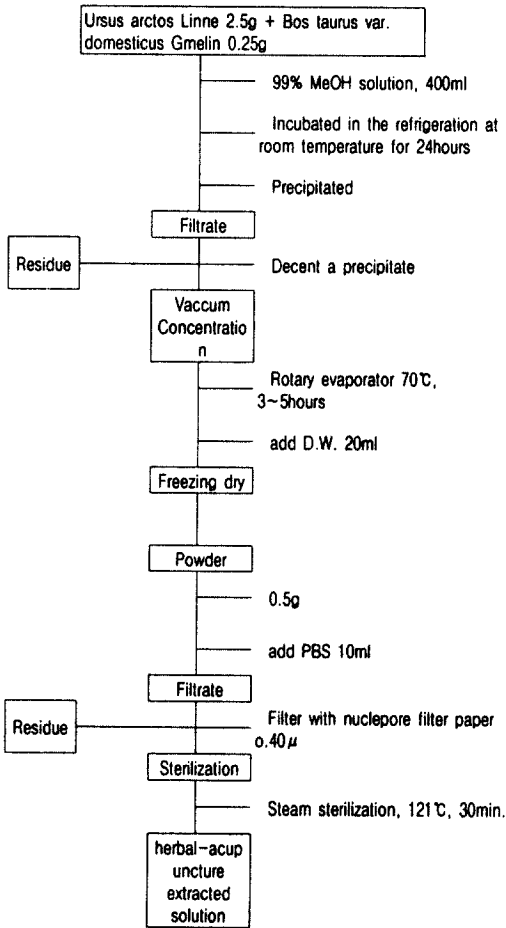 Ursus arctos Linne 2.5g + Bos taurus var.
domesticus Gmelin 0.25g
99% MeOH solution, 400ml
Incubated in the refrigeration at
room temperature for 24hours
Precipitated
Filtrate
Residue
Decent a precipitate
Vaccum
Concentratio
n
Rotary evaporator 70℃,
3~5hours
add D.W. 20ml
Freezing dry
Powder
0.5g
add PBS 10ml
Filtrate
Residue
Filter with nuclepore filter paper
o.40μ
Sterilization
Steam sterilization, 121℃, 30min.
herbal-acup
uncture
extracted
solution